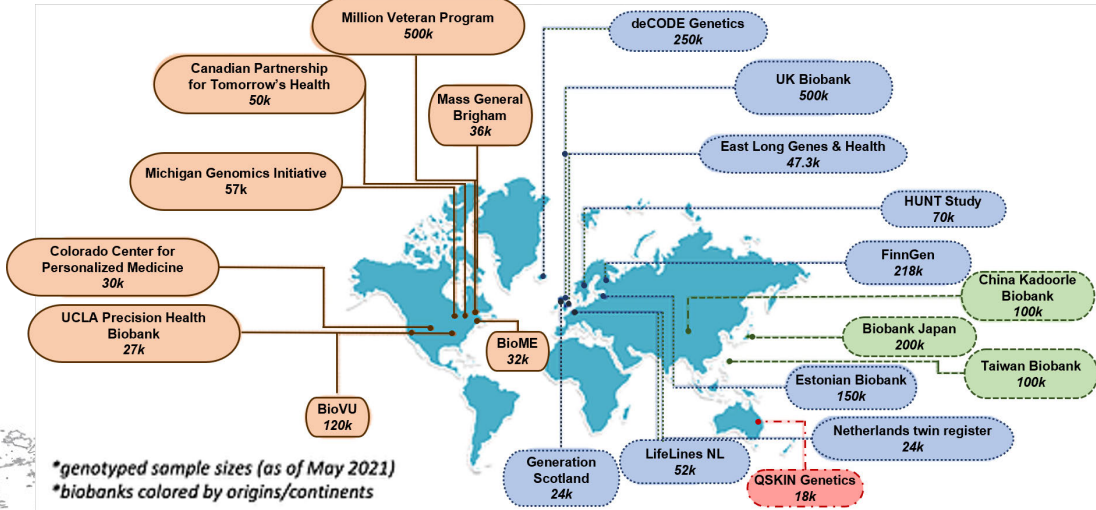 Million Veteran Program
500k
deCODE Genetics
250k
Canadian Partnership
for Tomorrow's Health
50k
UK Biobank
500k
Mass General
Brigham
36k
East Long Genes & Health
47.3k
Michigan Genomics Initiative
57k
HUNT Study
70k
Colorado Center for
Personalized Medicine
30k
FinnGen
218k
China Kadoorle
Biobank
100k
UCLA Precision Health
Biobank
27k
Biobank Japan
200k
BioME
32k
Taiwan Biobank
100k
Estonian Biobank
150k
BioVU
120k
Netherlands twin register
24k
LifeLines NL
52k
Generation
Scotland
24k
QSKIN Genetics
18k
*genotyped sample sizes (as of May 2021)
*biobanks colored by origins/continents